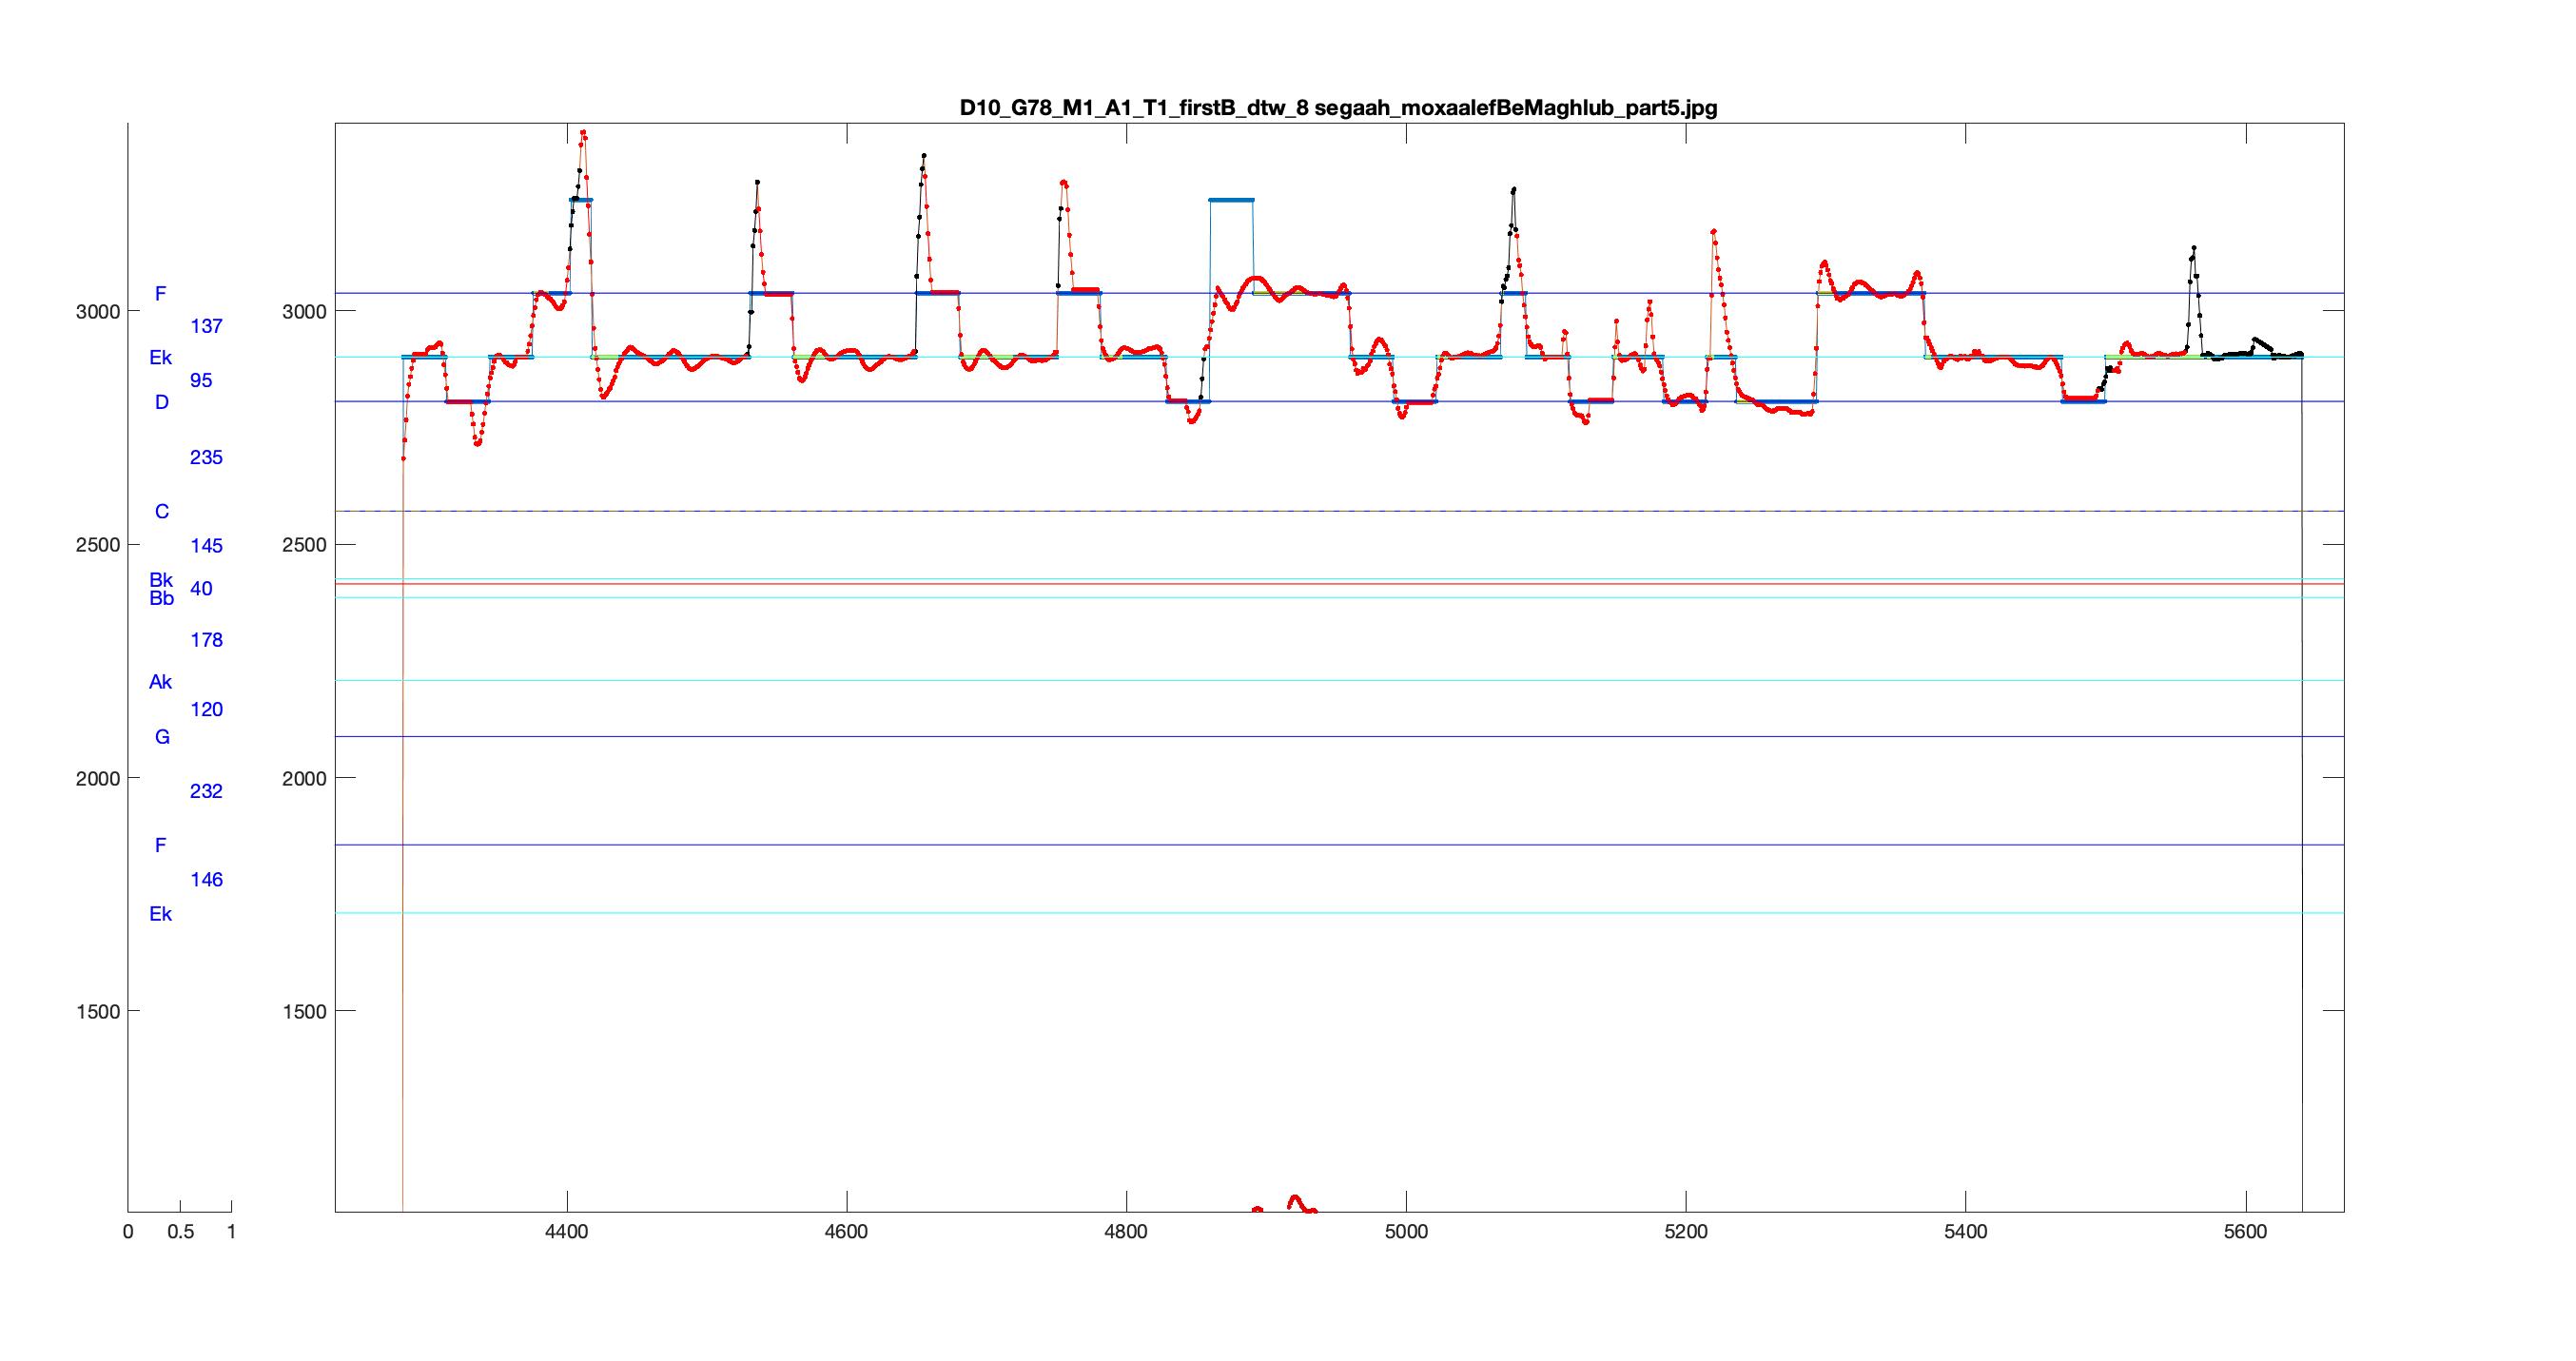 D10_G78_M1_A1_T1_firstB_dtw_8 segaah_moxaalefBeMaghlub_part5.jpg
F
3000
3000
137
Ek
95
D
235
C
2500
2500
145
Bk
40
Bb
178
Ak
120
G
2000
2000
232
F
146
Ek
1500
1500
0 0.5 1 4400 4600 4800 5000 5200 5400 5600